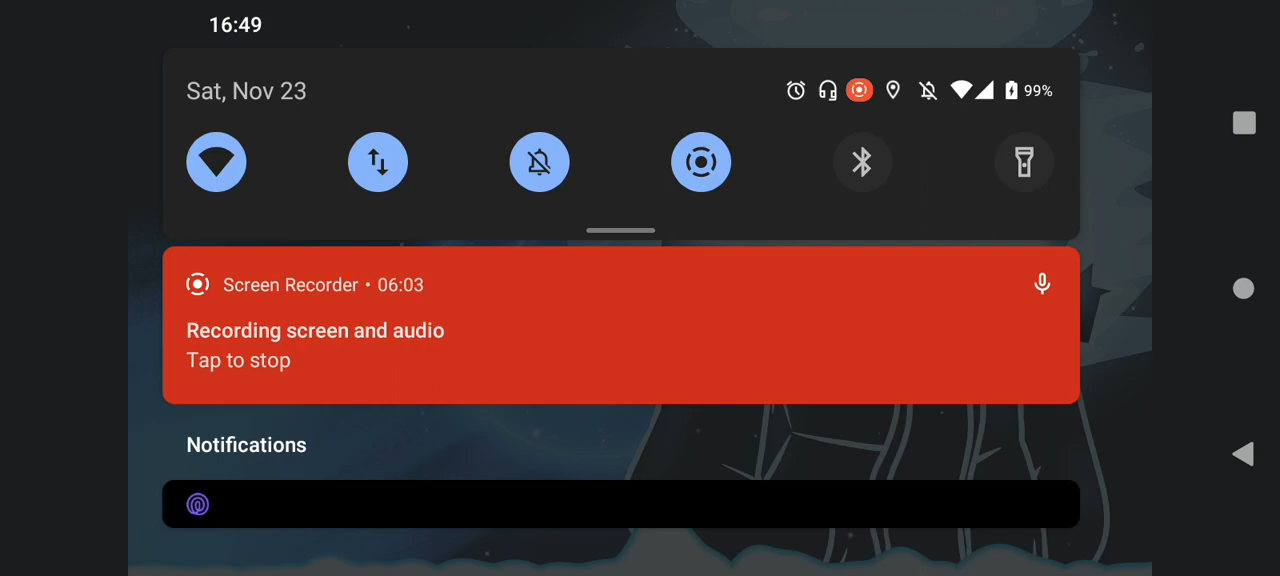 16:49
Sat, Nov 23
99%
Screen Recorder • 06:03
Recording screen and audio
Tap to stop
Notifications